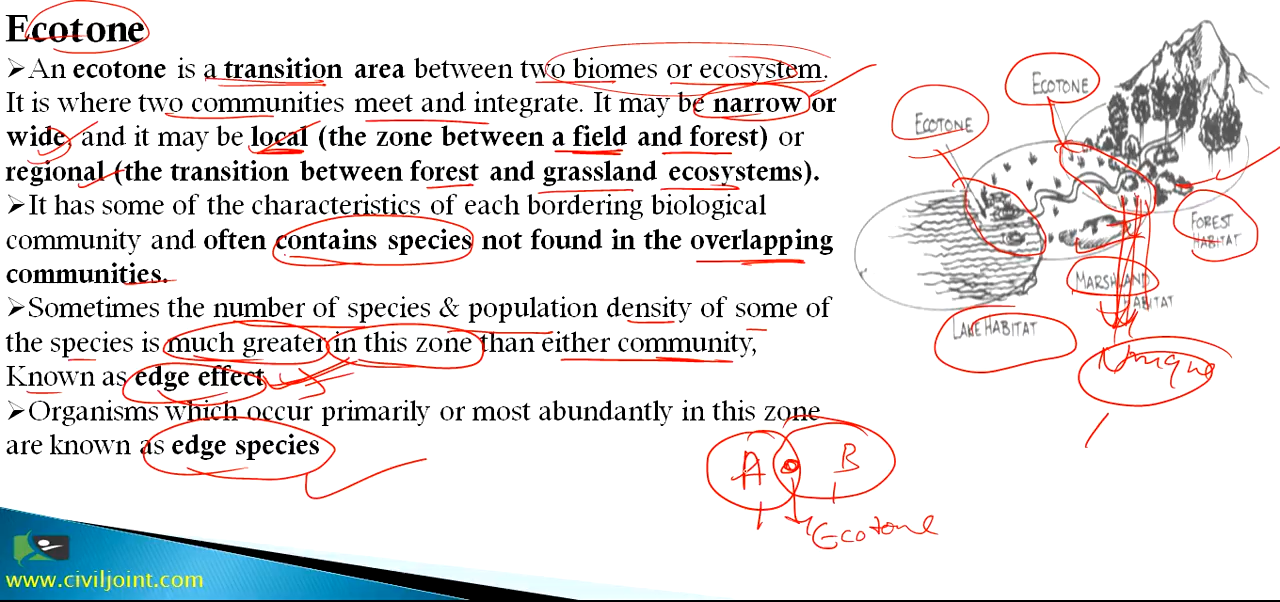 Ecotone
➢An ecotone is a transition area between two biomes or ecosystem.
It is where two communities meet and integrate. It may be narrow or
wide, and it may be local (the zone between a field and forest) or
regional (the transition between forest and grassland ecosystems).
➢It has some of the characteristics of each bordering biological
community and often contains species not found in the overlapping
communities.
➢Sometimes the number of species & population density of some of
the species is much greater in this zone than either community,
Known as edge effect
➢Organisms which occur primarily or most abundantly in this zone
are known as edge species
ECOTONE
ECOTONE
FOREST
HABITAT
MARSHLAND
HABITAT
LAKE HABITAT
Unique
A B
Ecotone
www.civiljoint.com